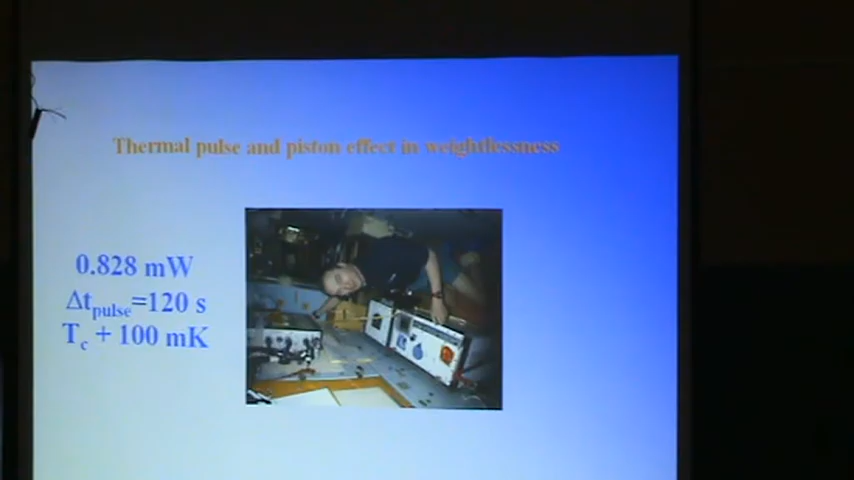 Thermal pulse and piston effect in weightlessness
0.828 mW
Δt_pulse=120 s
T_c + 100 mK